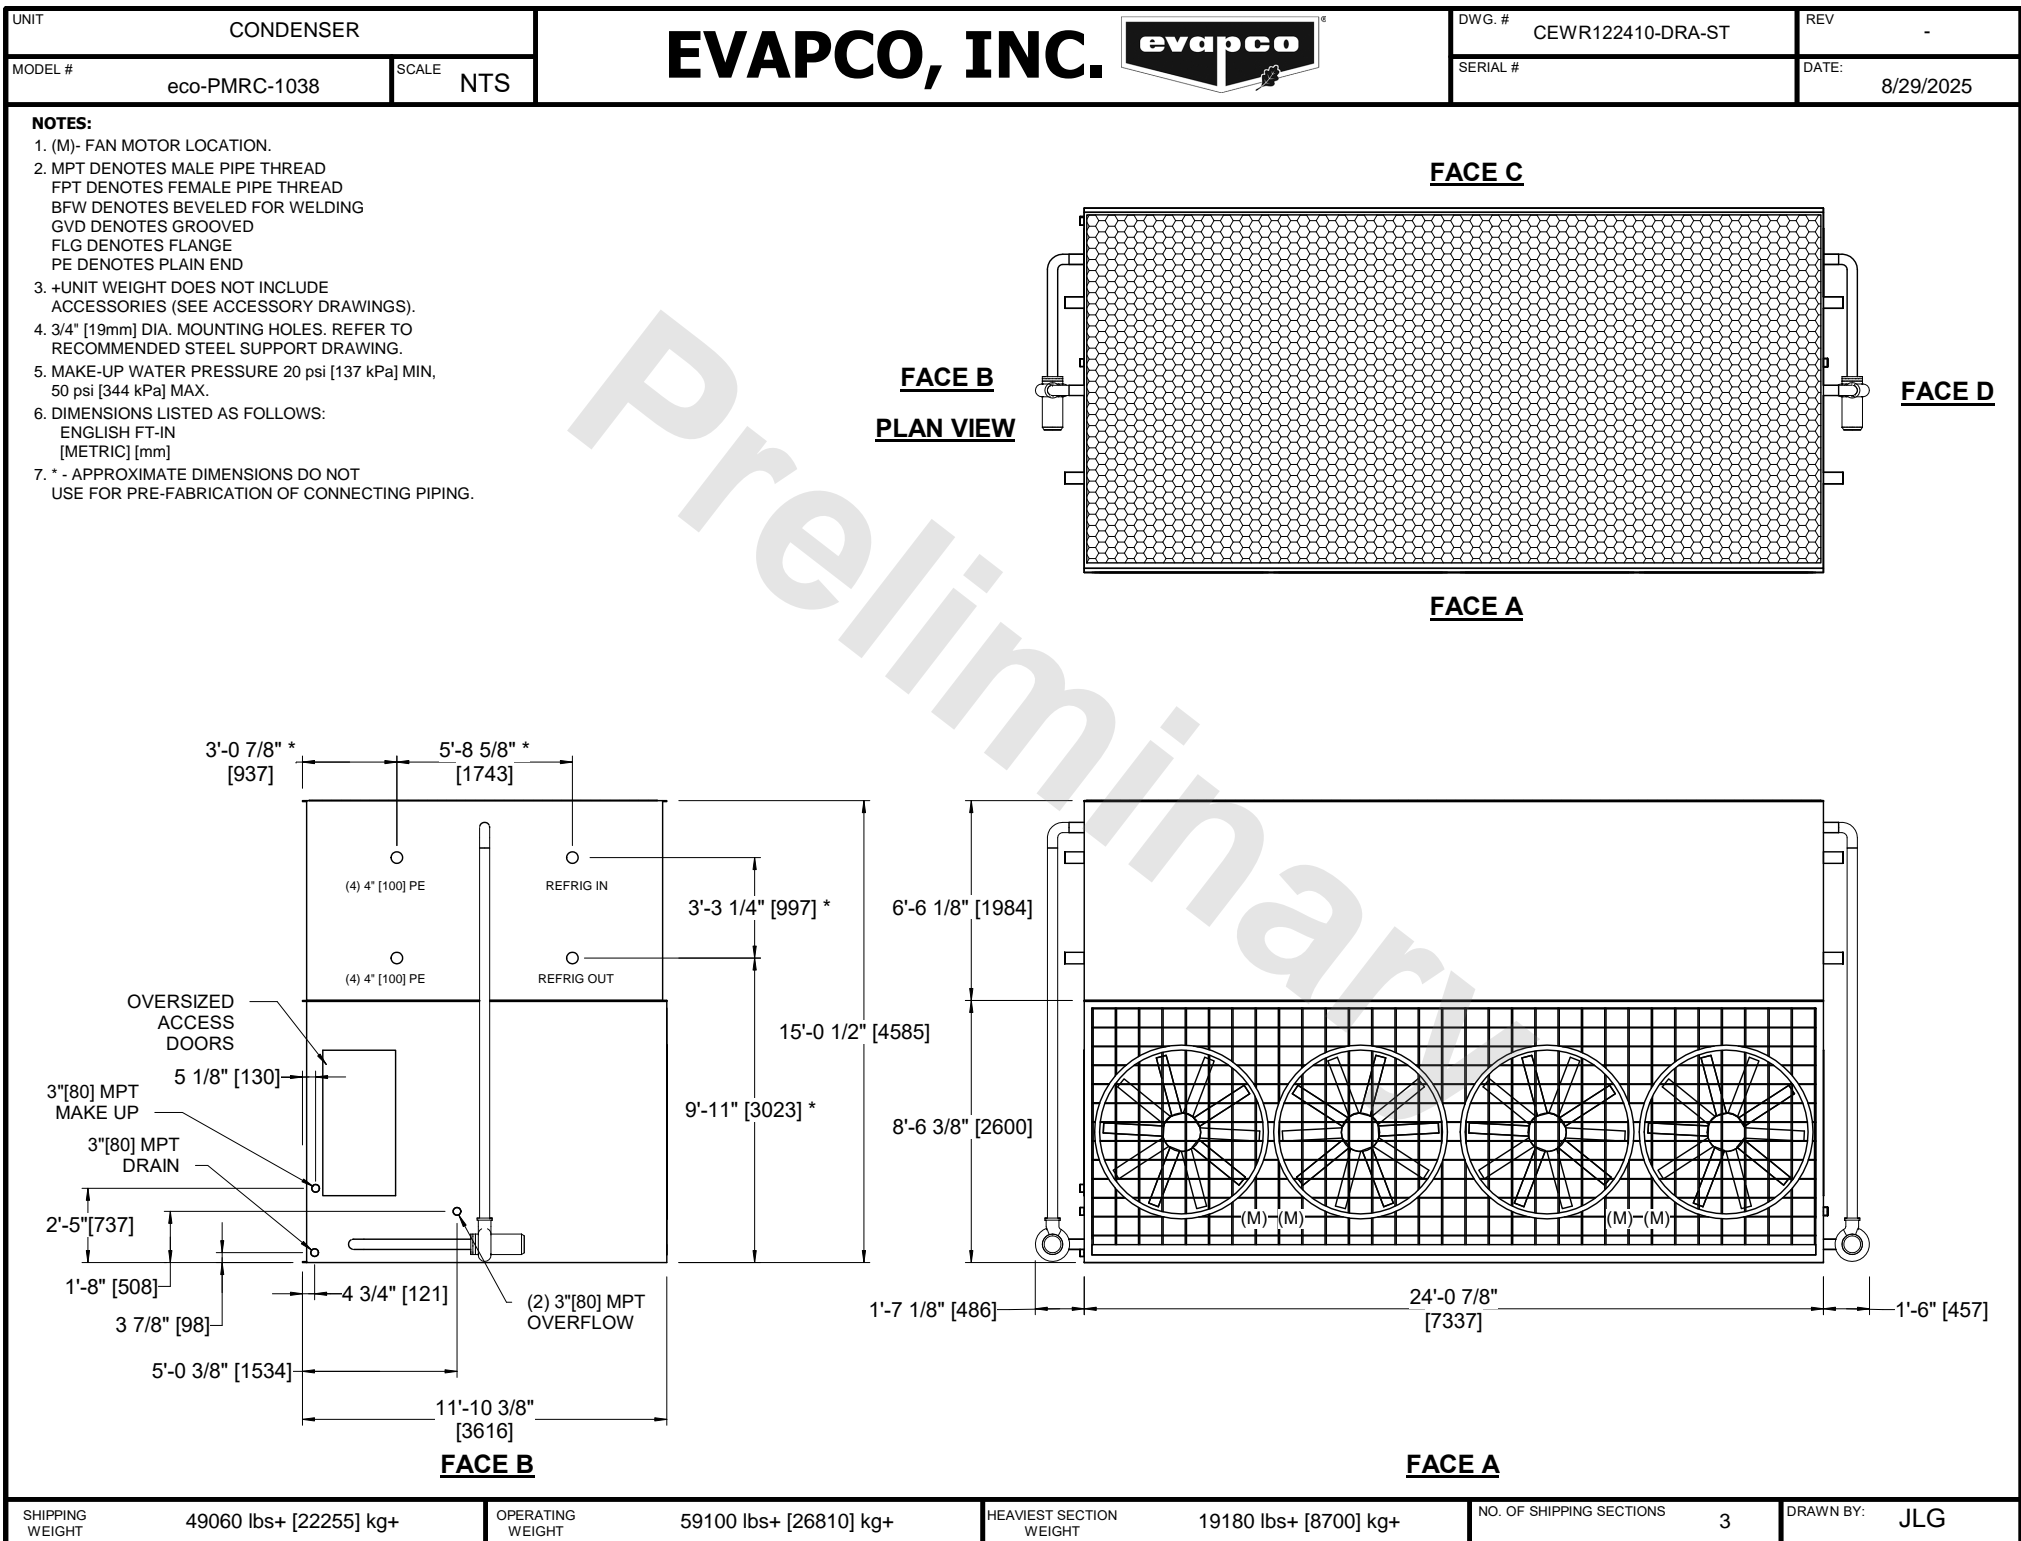 UNIT
CONDENSER
MODEL #
eco-PMRC-1038
SCALE
NTS
EVAPCO, INC.
evapco
®
DWG. #
CEWR122410-DRA-ST
REV
-
SERIAL #
DATE:
8/29/2025
NOTES:
1. (M)- FAN MOTOR LOCATION.
2. MPT DENOTES MALE PIPE THREAD
FPT DENOTES FEMALE PIPE THREAD
BFW DENOTES BEVELED FOR WELDING
GVD DENOTES GROOVED
FLG DENOTES FLANGE
PE DENOTES PLAIN END
3. +UNIT WEIGHT DOES NOT INCLUDE
ACCESSORIES (SEE ACCESSORY DRAWINGS).
4. 3/4" [19mm] DIA. MOUNTING HOLES. REFER TO
RECOMMENDED STEEL SUPPORT DRAWING.
5. MAKE-UP WATER PRESSURE 20 psi [137 kPa] MIN,
50 psi [344 kPa] MAX.
6. DIMENSIONS LISTED AS FOLLOWS:
ENGLISH FT-IN
[METRIC] [mm]
7. * - APPROXIMATE DIMENSIONS DO NOT
USE FOR PRE-FABRICATION OF CONNECTING PIPING.
Preliminary
FACE C
FACE B
PLAN VIEW
FACE D
FACE A
3'-0 7/8" *
[937]
5'-8 5/8" *
[1743]
(4) 4" [100] PE
REFRIG IN
3'-3 1/4" [997] *
(4) 4" [100] PE
REFRIG OUT
OVERSIZED
ACCESS
DOORS
15'-0 1/2" [4585]
5 1/8" [130]
3"[80] MPT
MAKE UP
9'-11" [3023] *
3"[80] MPT
DRAIN
2'-5"[737]
1'-8" [508]
4 3/4" [121]
3 7/8" [98]
(2) 3"[80] MPT
OVERFLOW
5'-0 3/8" [1534]
11'-10 3/8"
[3616]
FACE B
6'-6 1/8" [1984]
8'-6 3/8" [2600]
(M) (M) (M) (M)
1'-7 1/8" [486]
24'-0 7/8"
[7337]
1'-6" [457]
FACE A
SHIPPING
WEIGHT
49060 lbs+ [22255] kg+
OPERATING
WEIGHT
59100 lbs+ [26810] kg+
HEAVIEST SECTION
WEIGHT
19180 lbs+ [8700] kg+
NO. OF SHIPPING SECTIONS
3
DRAWN BY:
JLG